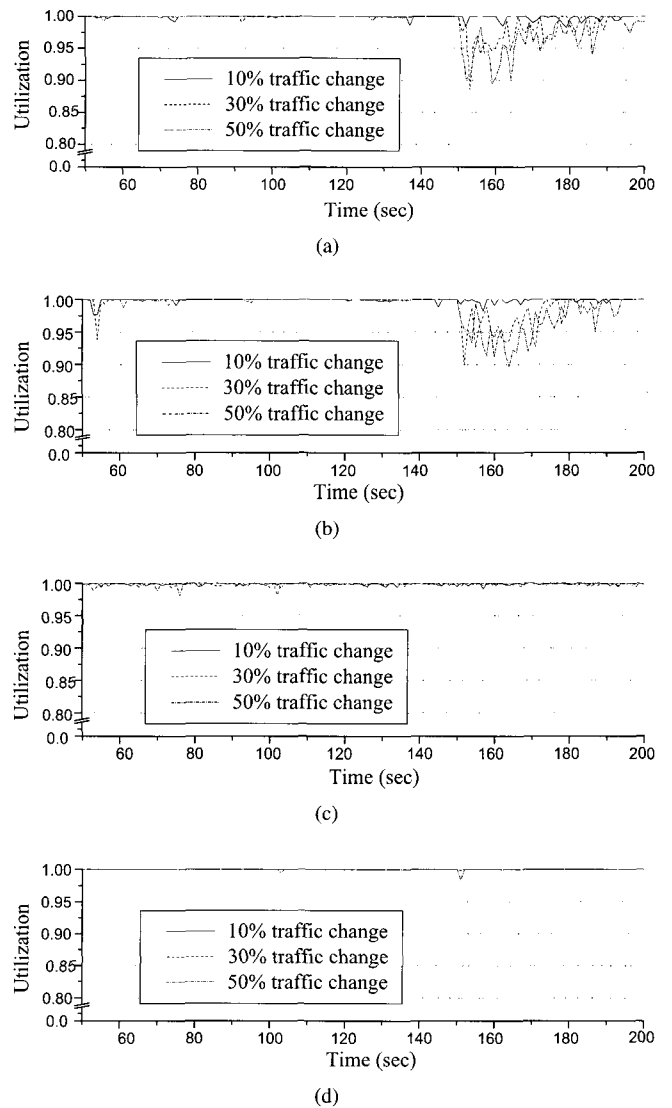 1.00
0.95
0.90
0.85
0.80
0.0
Utilization
10% traffic change
30% traffic change
50% traffic change
60 80 100 120 140 160 180 200
Time (sec)
(a)
1.00
0.95
0.90
0.85
0.80
0.0
Utilization
10% traffic change
30% traffic change
50% traffic change
60 80 100 120 140 160 180 200
Time (sec)
(b)
1.00
0.95
0.90
0.85
0.80
0.0
Utilization
10% traffic change
30% traffic change
50% traffic change
60 80 100 120 140 160 180 200
Time (sec)
(c)
1.00
0.95
0.90
0.85
0.80
0.0
Utilization
10% traffic change
30% traffic change
50% traffic change
60 80 100 120 140 160 180 200
Time (sec)
(d)